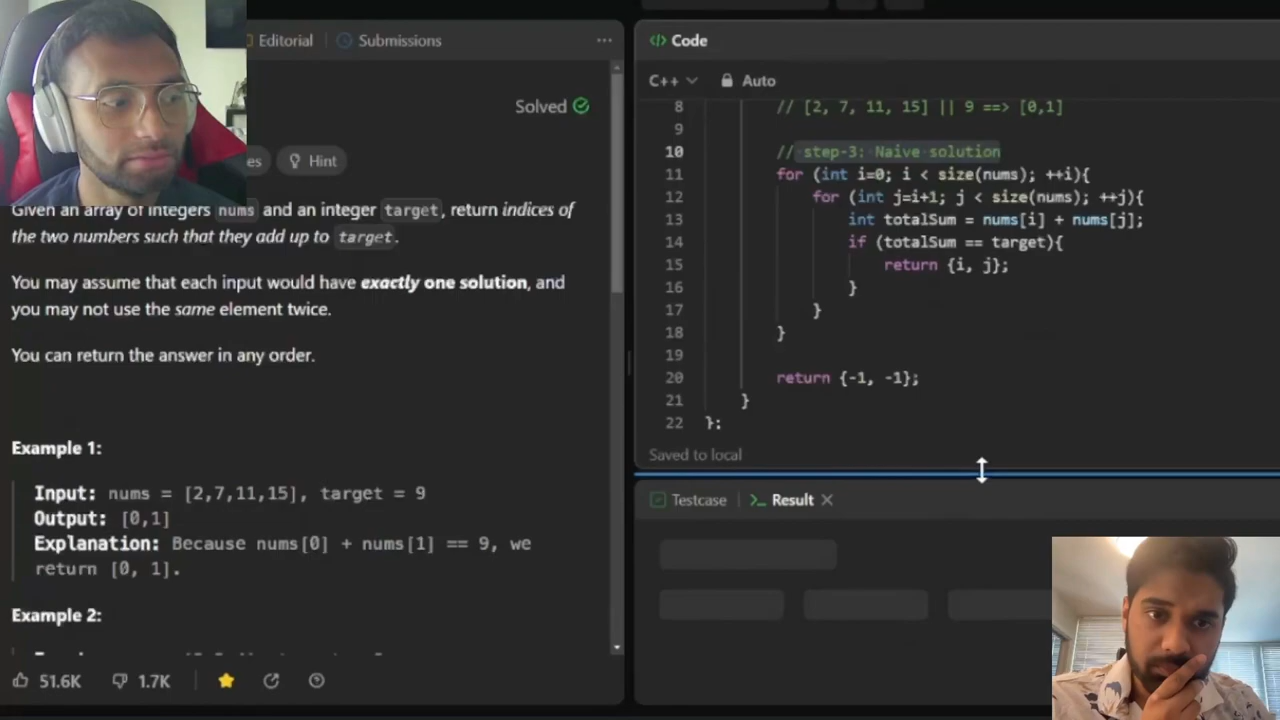 Editorial
Submissions
...
Solved
Hint
Given an array of integers nums and an integer target, return indices of
the two numbers such that they add up to target.
You may assume that each input would have exactly one solution, and
you may not use the same element twice.
You can return the answer in any order.
Example 1:
Input: nums = [2,7,11,15], target = 9
Output: [0,1]
Explanation: Because nums[0] + nums[1] == 9, we
return [0, 1].
Example 2:
51.6K
1.7K
</> Code
C++
Auto
8 // [2, 7, 11, 15] || 9 ==> [0,1]
9
10 // step-3: Naive solution
11 for (int i=0; i < size(nums); ++i){
12 for (int j=i+1; j < size(nums); ++j){
13 int totalSum = nums[i] + nums[j];
14 if (totalSum == target){
15 return {i, j};
16 }
17 }
18 }
19
20 return {-1, -1};
21 }
22 };
Saved to local
Testcase
>_ Result